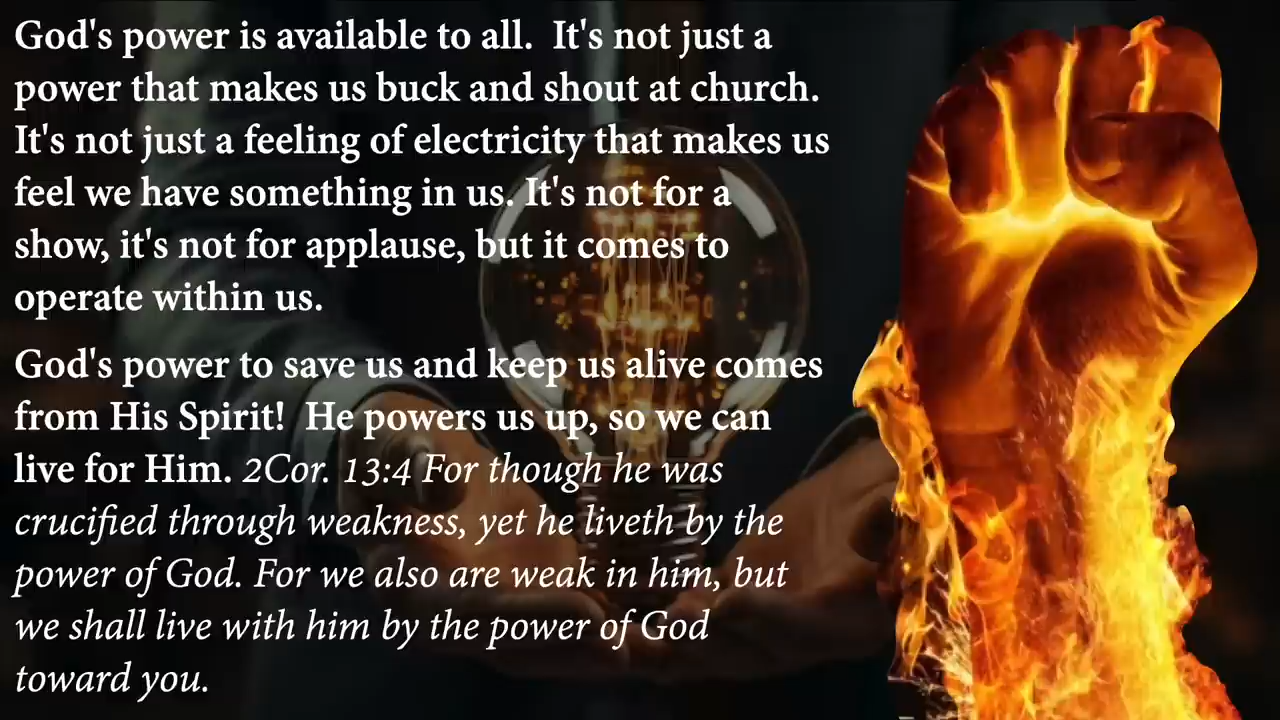 God's power is available to all.  It's not just a
power that makes us buck and shout at church.
It's not just a feeling of electricity that makes us
feel we have something in us. It's not for a
show, it's not for applause, but it comes to
operate within us.
God's power to save us and keep us alive comes
from His Spirit!  He powers us up, so we can
live for Him. 2Cor. 13:4 For though he was
crucified through weakness, yet he liveth by the
power of God. For we also are weak in him, but
we shall live with him by the power of God
toward you.